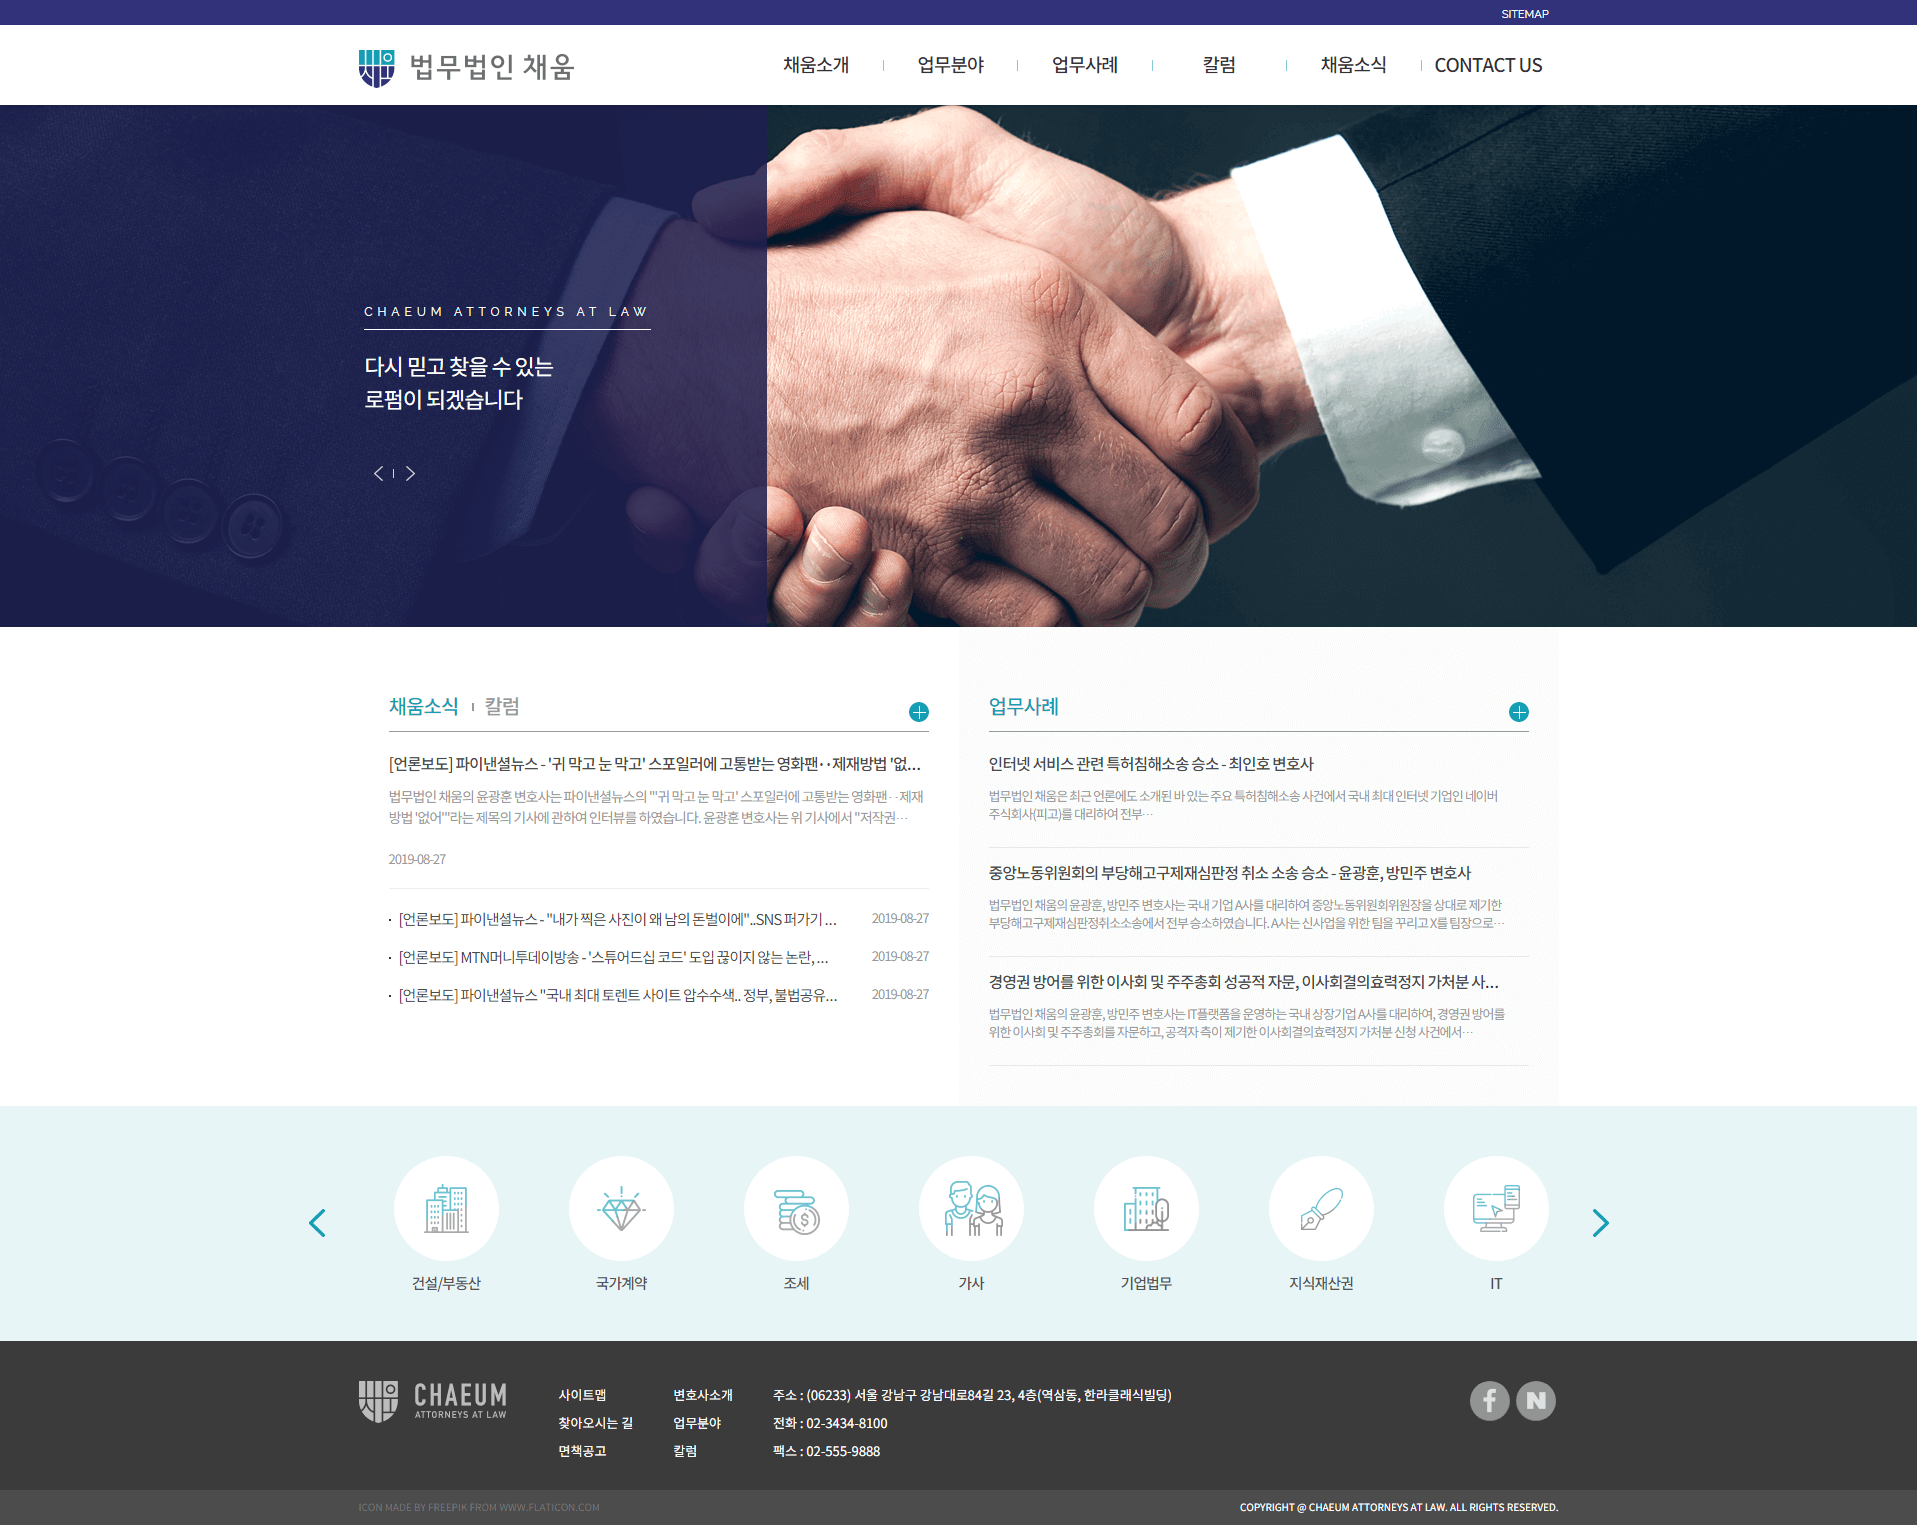 SITEMAP
법무법인 채움
채움소개
업무분야
업무사례
칼럼
채움소식
CONTACT US
CHAEUM ATTORNEYS AT LAW
다시 믿고 찾을 수 있는
로펌이 되겠습니다
채움소식
칼럼
[언론보도] 파이낸셜뉴스 - '귀 막고 눈 막고' 스포일러에 고통받는 영화팬‥제재방법 '없...
법무법인 채움의 윤광훈 변호사는 파이낸셜뉴스의 "'귀 막고 눈 막고' 스포일러에 고통받는 영화팬‥제재
방법 '없어'"라는 제목의 기사에 관하여 인터뷰를 하였습니다. 윤광훈 변호사는 위 기사에서 "저작권…
2019-08-27
[언론보도] 파이낸셜뉴스 - "내가 찍은 사진이 왜 남의 돈벌이에"..SNS 퍼가기 ...
2019-08-27
[언론보도] MTN머니투데이방송 - '스튜어드십 코드' 도입 끊이지 않는 논란, ...
2019-08-27
[언론보도] 파이낸셜뉴스 "국내 최대 토렌트 사이트 압수수색.. 정부, 불법공유...
2019-08-27
업무사례
인터넷 서비스 관련 특허침해소송 승소 - 최인호 변호사
법무법인 채움은 최근 언론에도 소개된 바 있는 주요 특허침해소송 사건에서 국내 최대 인터넷 기업인 네이버
주식회사(피고)를 대리하여 전부…
중앙노동위원회의 부당해고구제재심판정 취소 소송 승소 - 윤광훈, 방민주 변호사
법무법인 채움의 윤광훈, 방민주 변호사는 국내 기업 A사를 대리하여 중앙노동위원회위원장을 상대로 제기한
부당해고구제재심판정취소소송에서 전부 승소하였습니다. A사는 신사업을 위한 팀을 꾸리고 X를 팀장으로…
경영권 방어를 위한 이사회 및 주주총회 성공적 자문, 이사회결의효력정지 가처분 사...
법무법인 채움의 윤광훈, 방민주 변호사는 IT플랫폼을 운영하는 국내 상장기업 A사를 대리하여, 경영권 방어를
위한 이사회 및 주주총회를 자문하고, 공격자 측이 제기한 이사회결의효력정지 가처분 신청 사건에서…
건설/부동산
국가계약
조세
가사
기업법무
지식재산권
IT
CHAEUM
ATTORNEYS AT LAW
사이트맵
찾아오시는 길
면책공고
변호사소개
업무분야
칼럼
주소 : (06233) 서울 강남구 강남대로84길 23, 4층(역삼동, 한라클래식빌딩)
전화 : 02-3434-8100
팩스 : 02-555-9888
ICON MADE BY FREEPIK FROM WWW.FLATICON.COM
COPYRIGHT @ CHAEUM ATTORNEYS AT LAW. ALL RIGHTS RESERVED.